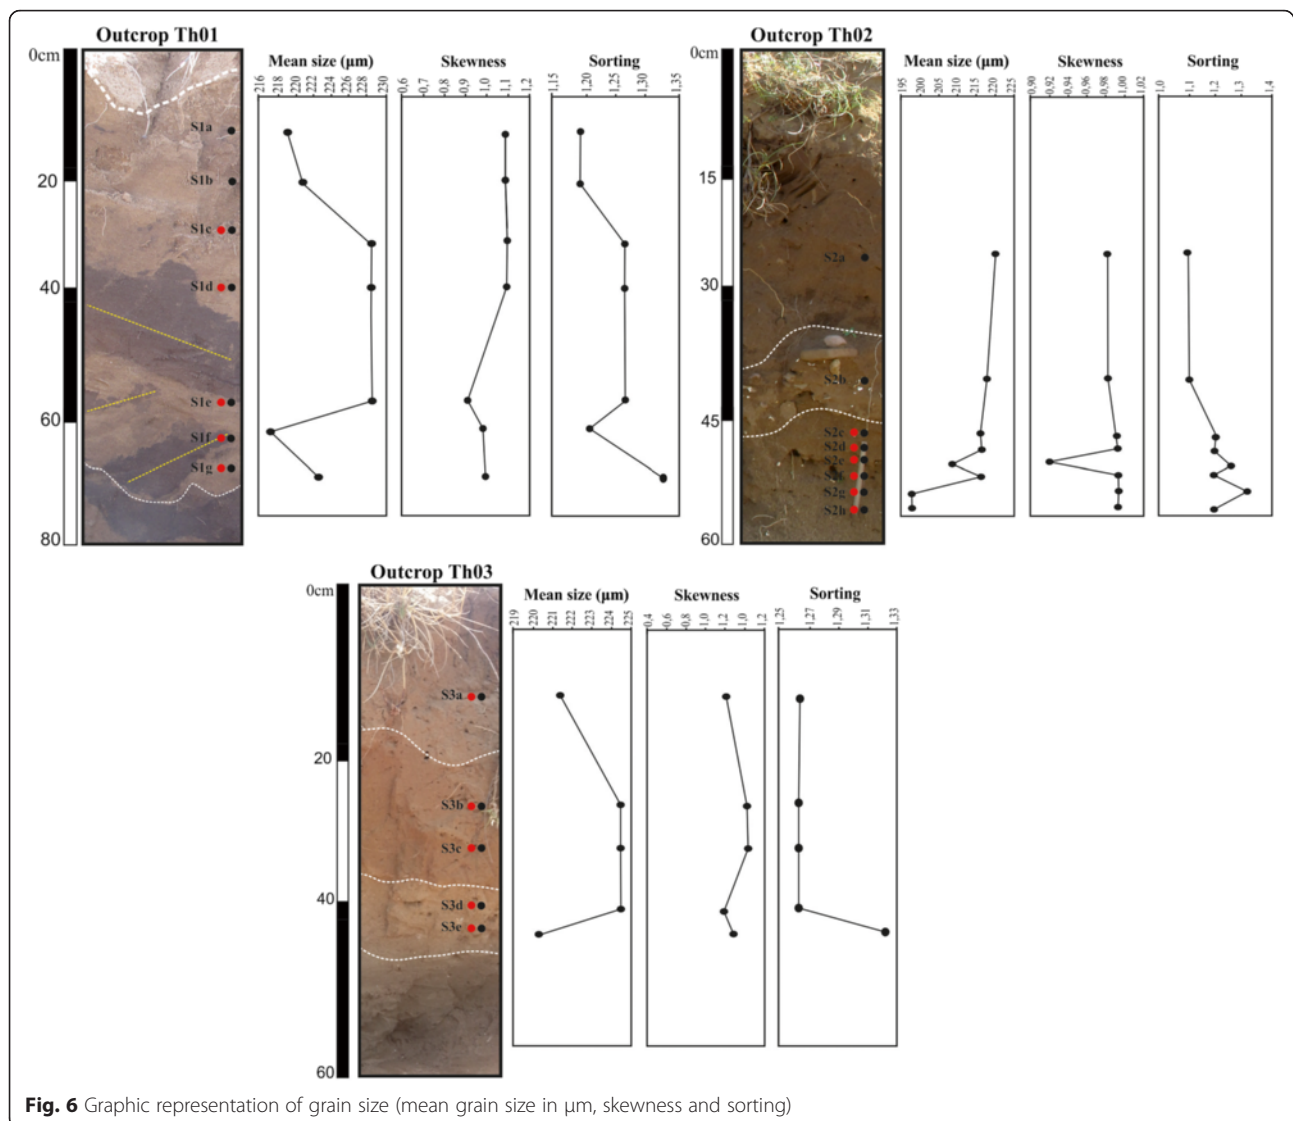 Outcrop Th01
0cm
20
40
60
80
S1a
S1b
S1c
S1d
S1e
S1f
S1g
Mean size (µm)
216 218 220 222 224 226 228 230
Skewness
0,6 0,7 0,8 0,9 1,0 1,1 1,2
Sorting
1,15 1,20 1,25 1,30 1,35
Outcrop Th02
0cm
15
30
45
60
S2a
S2b
S2c
S2d
S2e
S2f
S2g
S2h
Mean size (µm)
195 200 210 215 220 225
Skewness
-0,90 -0,92 -0,94 -0,96 -0,98 1,00 1,02
Sorting
1,0 1,1 1,2 1,3 1,4
Outcrop Th03
0cm
20
40
60
S3a
S3b
S3c
S3d
S3e
Mean size (µm)
219 220 221 222 223 224 225
Skewness
0,4 0,6 0,8 1,0 1,2 1,0 1,2
Sorting
1,25 1,27 1,29 1,31 1,33
Fig. 6 Graphic representation of grain size (mean grain size in µm, skewness and sorting)